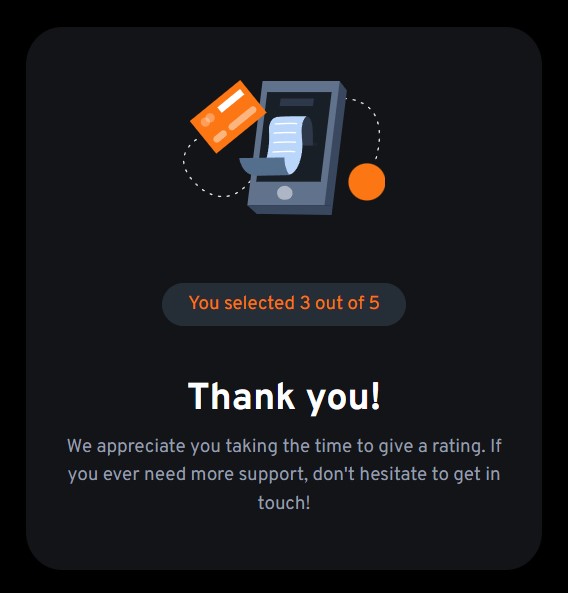 You selected 3 out of 5
Thank you!
We appreciate you taking the time to give a rating. If
you ever need more support, don't hesitate to get in
touch!